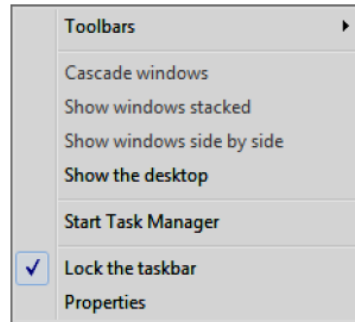 Toolbars
Cascade windows
Show windows stacked
Show windows side by side
Show the desktop
Start Task Manager
Lock the taskbar
Properties